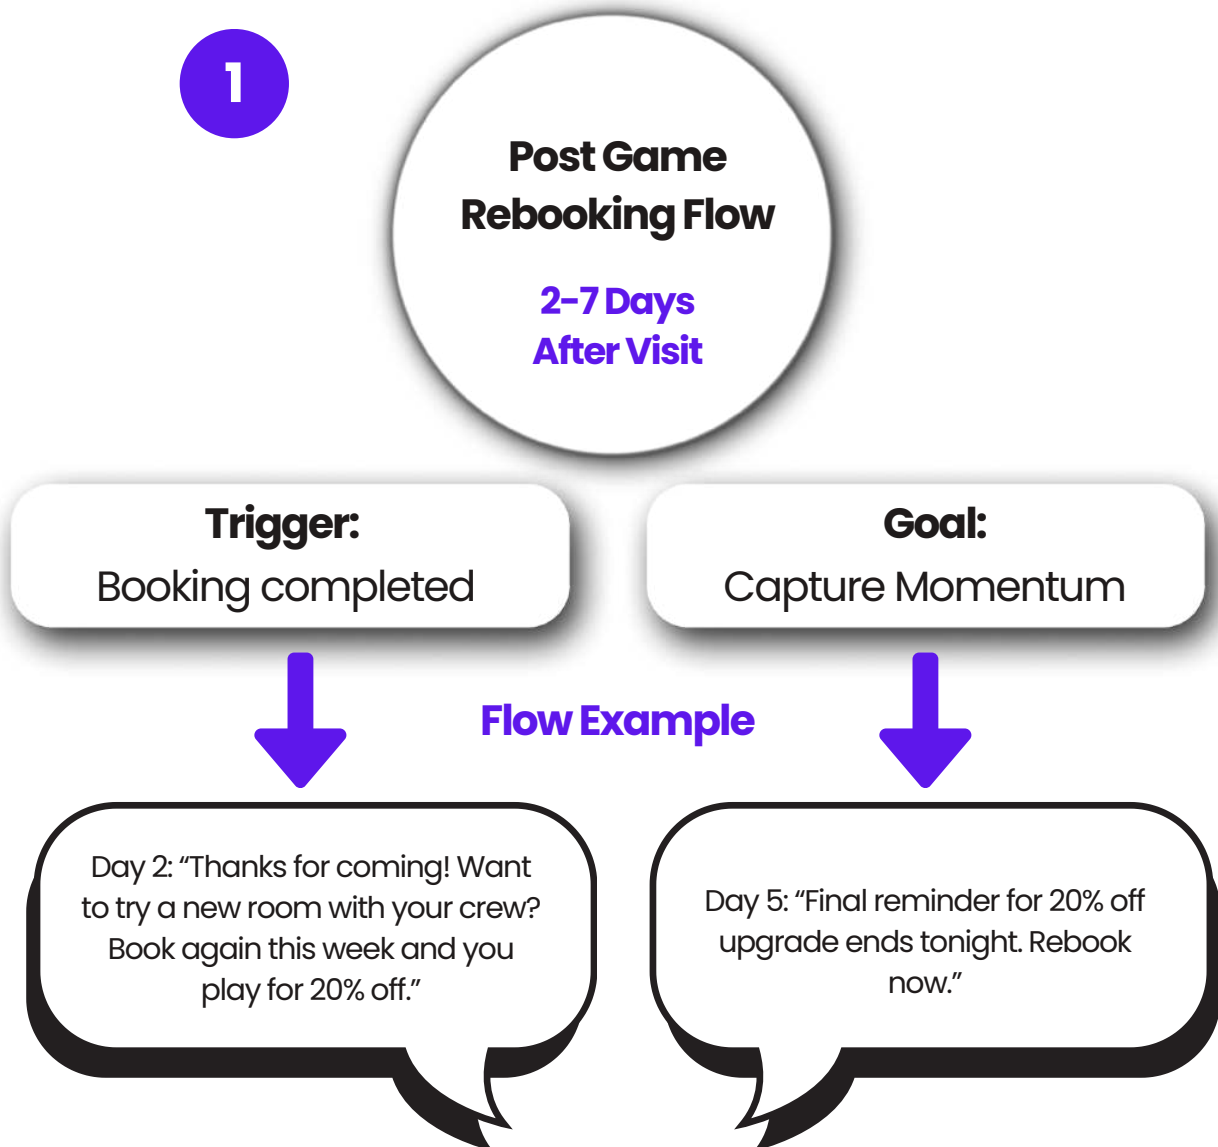 1
Post Game
Rebooking Flow
2-7 Days
After Visit
Trigger:
Booking completed
Goal:
Capture Momentum
Flow Example
Day 2: “Thanks for coming! Want
to try a new room with your crew?
Book again this week and you
play for 20% off.”
Day 5: “Final reminder for 20% off
upgrade ends tonight. Rebook
now.”